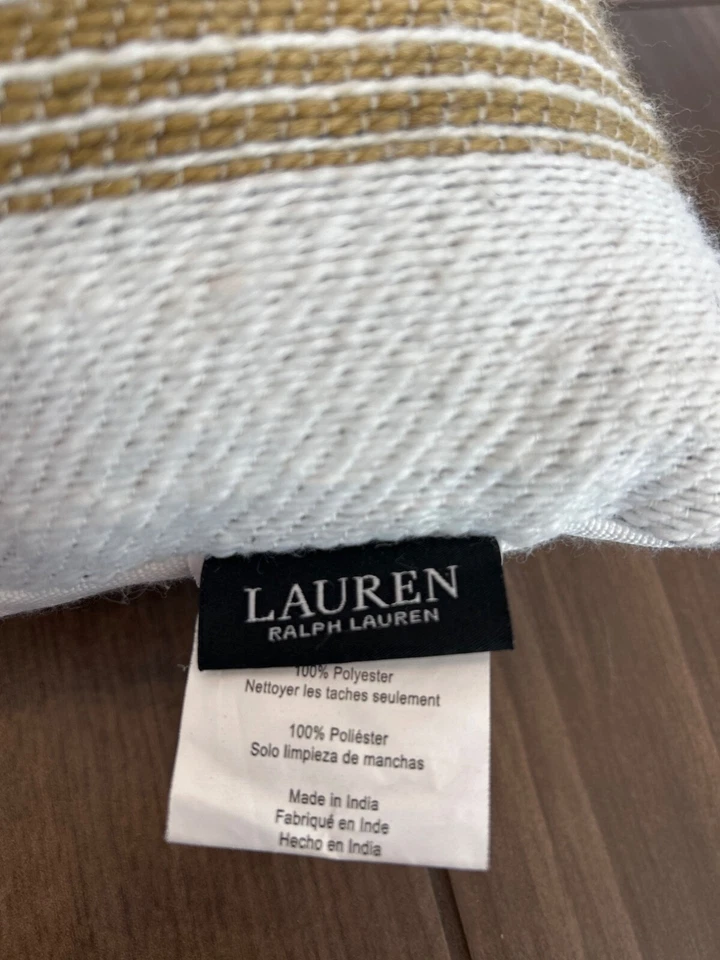 LAUREN
RALPH LAUREN
100% Polyester
Nettoyer les taches seulement
100% Poliéster
Solo limpieza de manchas
Made in India
Fabriqué en Inde
Hecho en India